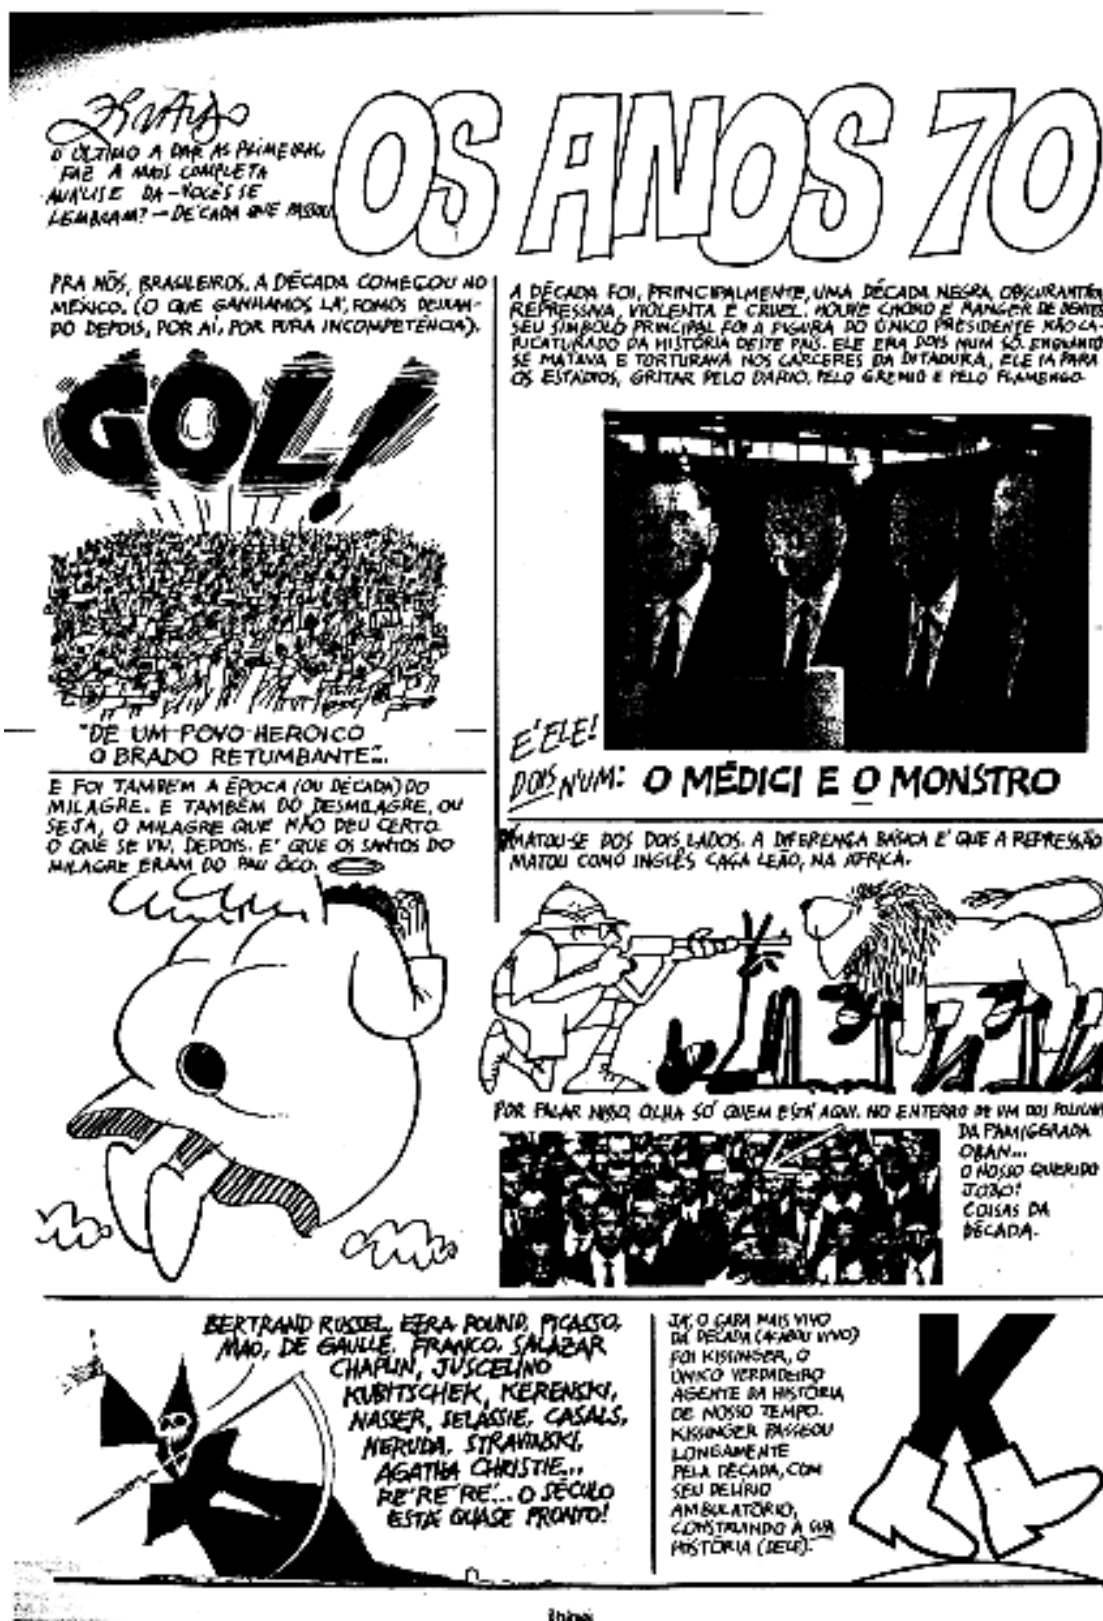 ZIRALDO
O ÚLTIMO A DAR AS PRIMEIRAS,
FAZ A MAIS COMPLETA
ANÁLISE DA - VOCÊS SE
LEMBRAM? - DÉCADA QUE PASSOU
OS ANOS 70
PRA NÓS, BRASILEIROS, A DÉCADA COMEÇOU NO
MÉXICO. (O QUE GANHAMOS LÁ, FOMOS DEIXAN-
DO DEPOIS, POR AÍ, POR PURA INCOMPETÊNCIA).
GOL!
"DE UM POVO HEROICO
O BRADO RETUMBANTE"...
E FOI TAMBÉM A ÉPOCA (OU DÉCADA) DO
MILAGRE. E TAMBÉM DO DESMILAGRE, OU
SEJA, O MILAGRE QUE NÃO DEU CERTO.
O QUE SE VIU, DEPOIS, E' QUE OS SANTOS DO
MILAGRE ERAM DO PAU ÔCO.
A DÉCADA FOI, PRINCIPALMENTE, UMA DÉCADA NEGRA, OBSCURANTISTA,
REPRESSIVA, VIOLENTA E CRUEL. HOUVE CHORO E RANGER DE DENTES
SEU SÍMBOLO PRINCIPAL FOI A FIGURA DO ÚNICO PRESIDENTE NÃO CA-
RICATURADO DA HISTÓRIA DESTE PAÍS. ELE ERA DOIS NUM SÓ. ENQUANTO
SE MATAVA E TORTURAVA NOS CÁRCERES DA DITADURA, ELE IA PARA
OS ESTÁDIOS, GRITAR PELO DARIO, PELO GRÊMIO E PELO FLAMENGO.
E' ELE!
DOIS N'UM: O MÉDICI E O MONSTRO
MATOU-SE DOS DOIS LADOS. A DIFERENÇA BÁSICA E' QUE A REPRESSÃO
MATOU COMO INGLÊS CAÇA LEÃO, NA AFRICA.
POR FALAR NISSO, OLHA SÓ QUEM ESTÁ AQUI. NO ENTERRO DE UM DOS POLICIAIS
DA FAMIGERADA
OBAN...
O NOSSO QUERIDO
JOÃO!
COISAS DA
DÉCADA.
BERTRAND RUSSEL, EZRA POUND, PICASSO,
MAO, DE GAULLE, FRANCO, SALAZAR
CHAPLIN, JUSCELINO
KUBITSCHEK, KERENSKI,
NASSER, SELASSIE, CASALS,
NERUDA, STRAVINSKI,
AGATHA CHRISTIE...
RE' RE' RE'... O SÉCULO
ESTÁ QUASE PRONTO!
JÁ, O CARA MAIS VIVO
DA DÉCADA (ACABOU VIVO)
FOI KISSINGER, O
ÚNICO VERDADEIRO
AGENTE DA HISTÓRIA
DE NOSSO TEMPO.
KISSINGER PASSEOU
LONGAMENTE
PELA DÉCADA, COM
SEU DELÍRIO
AMBULATÓRIO,
CONSTRUINDO A SUA
HISTÓRIA (DELE).